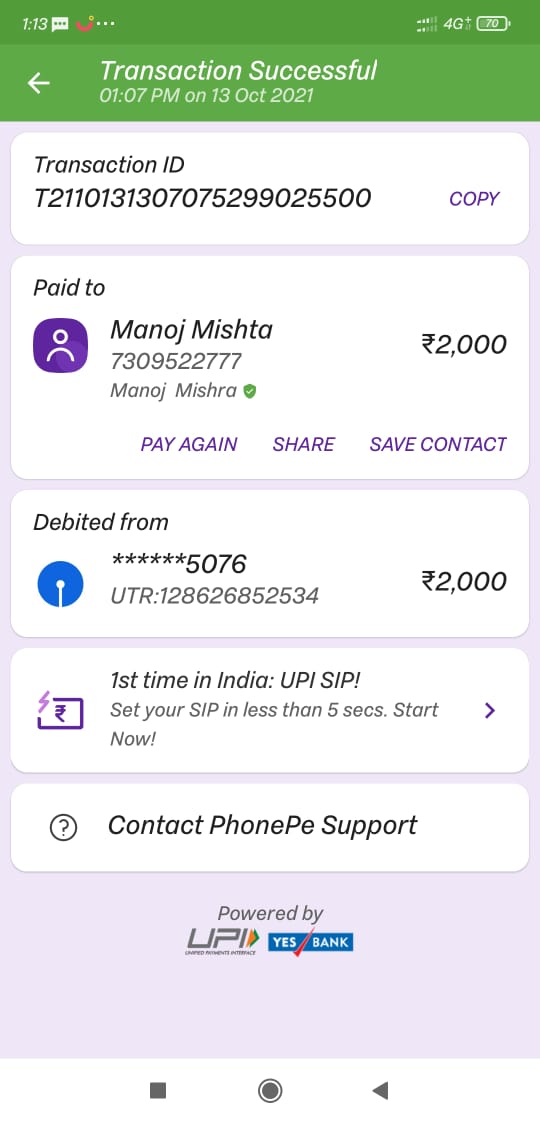 1:13
4G+ 70
Transaction Successful
01:07 PM on 13 Oct 2021
Transaction ID
T2110131307075299025500
COPY
Paid to
Manoj Mishta
₹2,000
7309522777
Manoj Mishra
PAY AGAIN SHARE SAVE CONTACT
Debited from
******5076
₹2,000
UTR:128626852534
1st time in India: UPI SIP!
Set your SIP in less than 5 secs. Start
Now!
Contact PhonePe Support
Powered by
UPI YES BANK
UNIFIED PAYMENTS INTERFACE